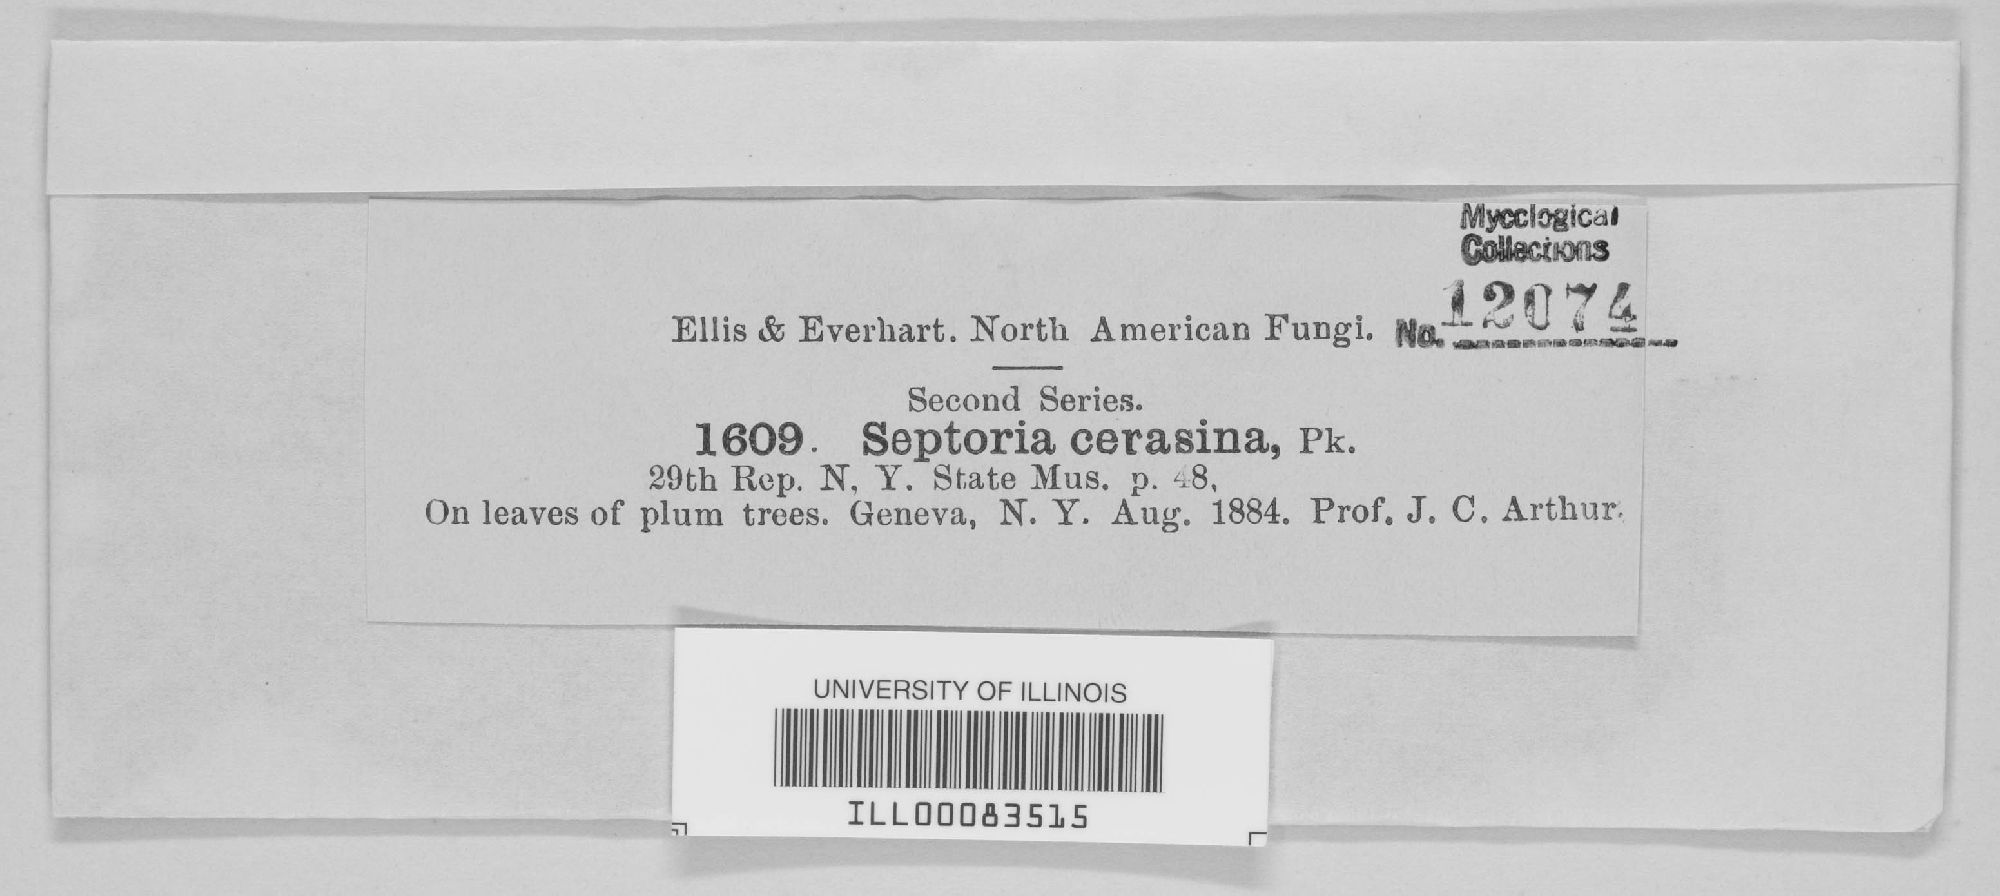 Mycological
Collections
No. 12074
Ellis & Everhart. North American Fungi.
Second Series.
1609. Septoria cerasina, Pk.
29th Rep. N. Y. State Mus. p. 48,
On leaves of plum trees. Geneva, N. Y. Aug. 1884. Prof. J. C. Arthur.
UNIVERSITY OF ILLINOIS
ILL00083515